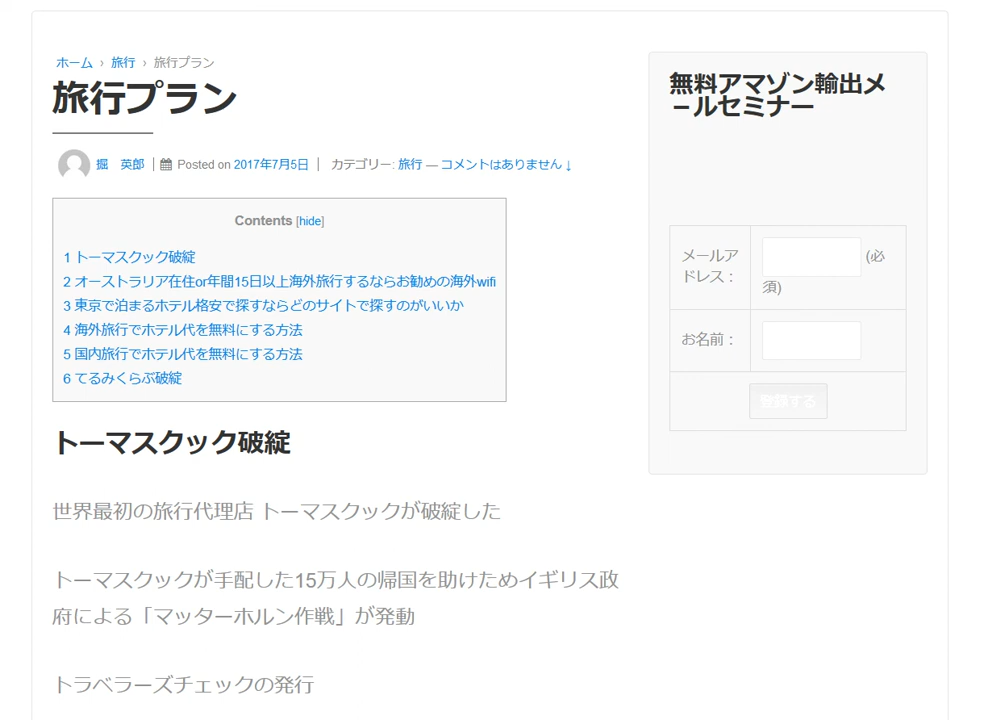 ホーム › 旅行 › 旅行プラン
旅行プラン
堀 英郎 | Posted on 2017年7月5日 | カテゴリー: 旅行 — コメントはありません ↓
Contents [hide]
1 トーマスクック破綻
2 オーストラリア在住or年間15日以上海外旅行するならお勧めの海外wifi
3 東京で泊まるホテル格安で探すならどのサイトで探すのがいいか
4 海外旅行でホテル代を無料にする方法
5 国内旅行でホテル代を無料にする方法
6 てるみくらぶ破綻
トーマスクック破綻
世界最初の旅行代理店 トーマスクックが破綻した
トーマスクックが手配した15万人の帰国を助けためイギリス政
府による「マッターホルン作戦」が発動
トラベラーズチェックの発行
無料アマゾン輸出メ
ールセミナー
メールア
ドレス：
(必
須)
お名前：
登録する